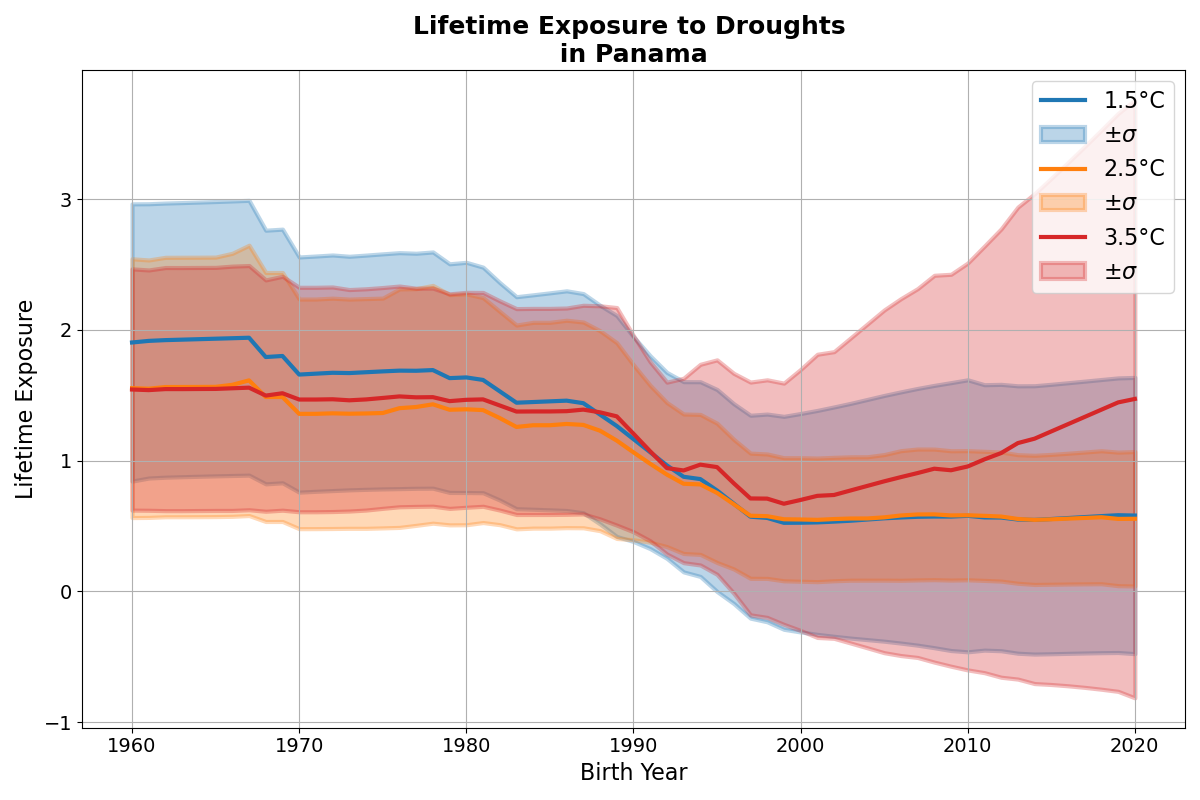 Lifetime Exposure to Droughts
in Panama
1.5°C
±σ
2.5°C
±σ
3.5°C
±σ
Lifetime Exposure
3
2
1
0
−1
1960
1970
1980
1990
2000
2010
2020
Birth Year